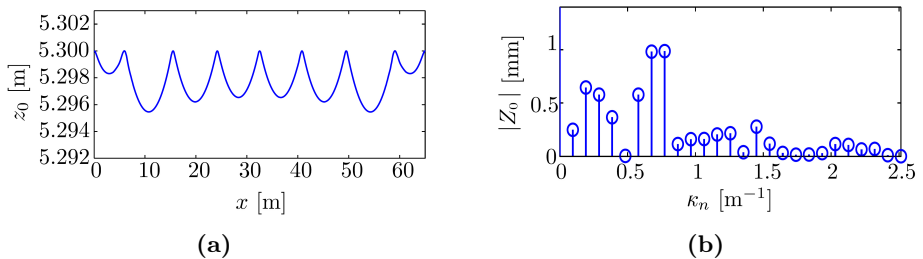 5.302
5.300
5.298
5.296
5.294
5.292
z₀ [m]
0 10 20 30 40 50 60
x [m]
(a)
1
0.5
0
|Z₀| [mm]
0 0.5 1 1.5 2 2.5
κₙ [m⁻¹]
(b)